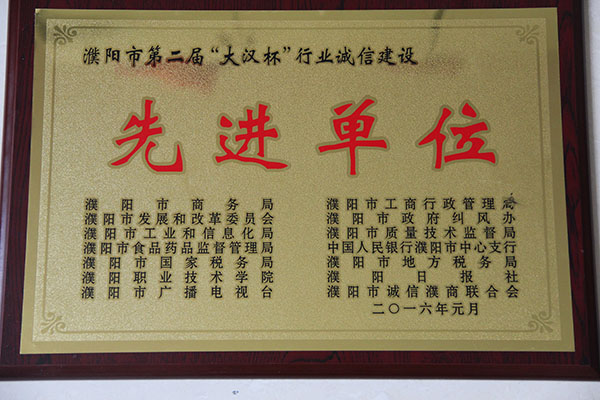 濮阳市第二届“大汉杯”行业诚信建设
先进单位
濮阳市商务局
濮阳市发展和改革委员会
濮阳市工业和信息化局
濮阳市食品药品监督管理局
濮阳市国家税务局
濮阳职业技术学院
濮阳市广播电视台
濮阳市工商行政管理局
濮阳市政府纠风办
濮阳市质量技术监督局
中国人民银行濮阳市中心支行
濮阳市地方税务局
濮阳日报社
濮阳市诚信濮商联合会
二〇一六年元月